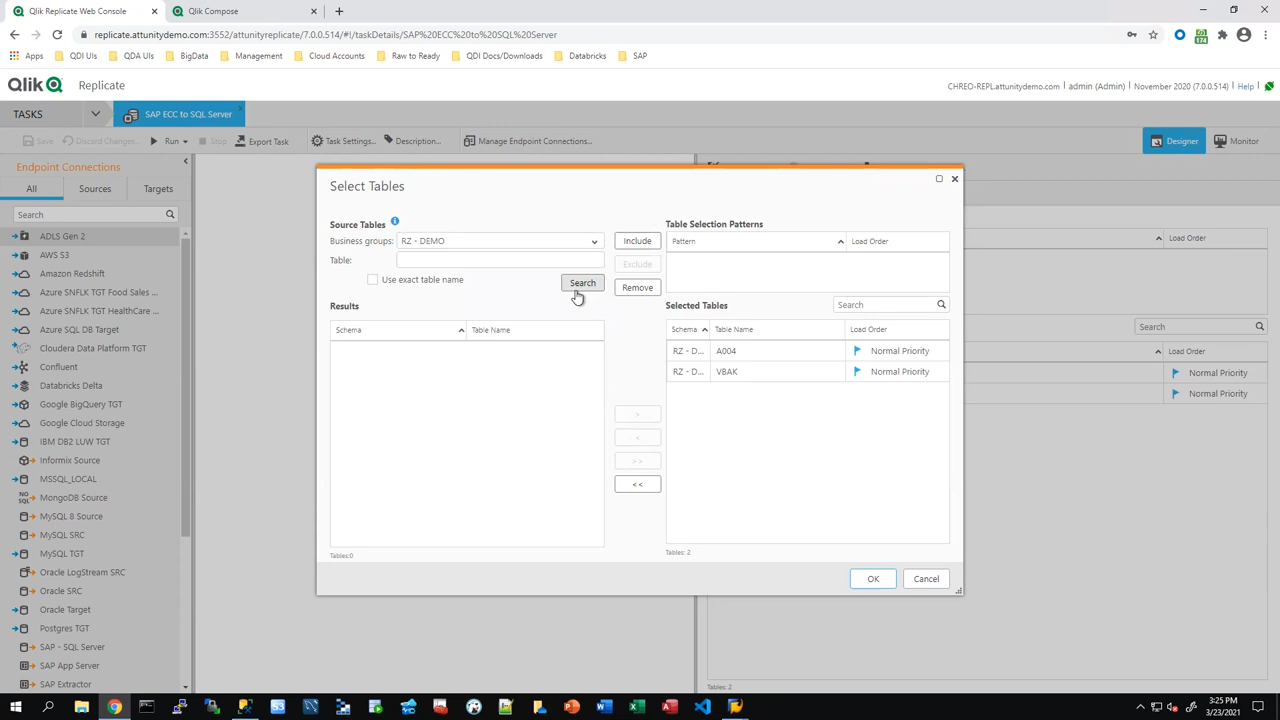 Qlik Replicate Web Console
Qlik Compose
replicate.attunitydemo.com:3552/attunityreplicate/7.0.0.514/#!/taskDetails/SAP%20ECC%20to%20SQL%20Server
574
Apps QDI UIs QDA UIs BigData Management Cloud Accounts Raw to Ready QDI Docs/Downloads Databricks SAP
Qlik Replicate
CHREO-REPL.attunitydemo.com admin (Admin) November 2020 (7.0.0.514) Help
TASKS SAP ECC to SQL Server
Save Discard Changes... Run Stop Export Task Task Settings... Description... Manage Endpoint Connections... Designer Monitor
Endpoint Connections
All Sources Targets
Search
ADLS Gen 2
AWS S3
Amazon Redshift
Azure SNFLK TGT Food Sales ...
Azure SNFLK TGT HealthCare ...
Azure SQL DB Target
Cloudera Data Platform TGT
Confluent
Databricks Delta
Google BigQuery TGT
Google Cloud Storage
IBM DB2 LUW TGT
Informix Source
MSSQL_LOCAL
NO SQL MongoDB Source
MySQL 8 Source
MySQL SRC
MySQL TGT
Oracle LogStream SRC
Oracle SRC
Oracle Target
Postgres TGT
SAP - SQL Server
SAP App Server
SAP Extractor
Select Tables
Source Tables
Business groups: RZ - DEMO
Table:
Use exact table name
Search
Results
Schema Table Name
Tables:0
Include
Exclude
Remove
>
<
>>
<<
Table Selection Patterns
Pattern Load Order
Selected Tables Search
Schema Table Name Load Order
RZ - D... A004 Normal Priority
RZ - D... VBAK Normal Priority
Tables: 2
OK Cancel
Load Order
Search
Load Order
Normal Priority
Normal Priority
Tables: 2
3:25 PM
3/23/2021